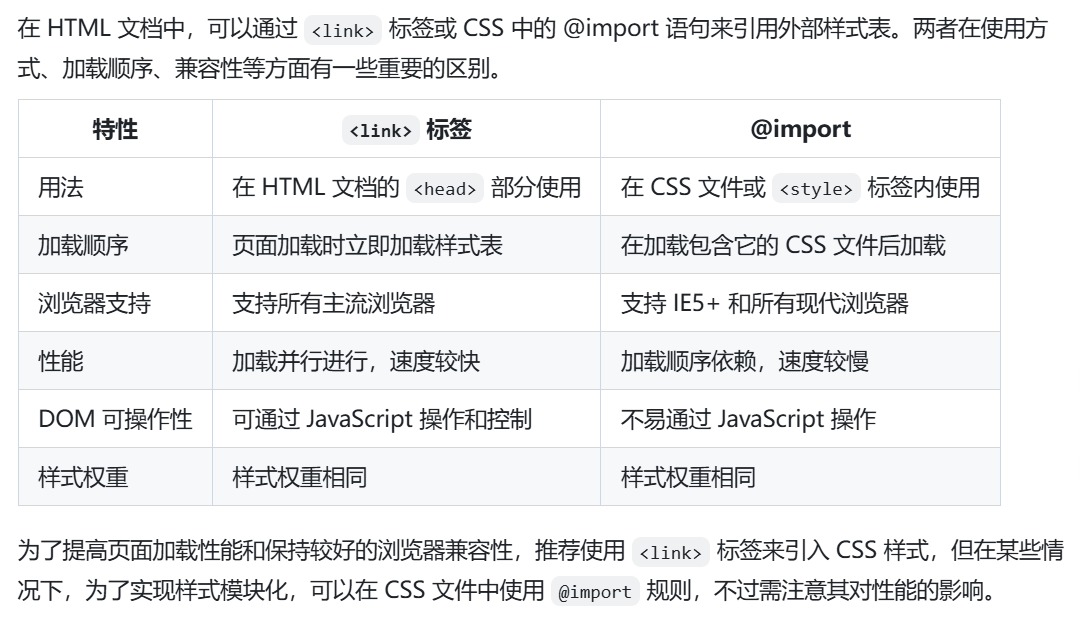 在 HTML 文档中，可以通过 <link> 标签或 CSS 中的 @import 语句来引用外部样式表。两者在使用方
式、加载顺序、兼容性等方面有一些重要的区别。
特性 <link> 标签 @import
用法 在 HTML 文档的 <head> 部分使用 在 CSS 文件或 <style> 标签内使用
加载顺序 页面加载时立即加载样式表 在加载包含它的 CSS 文件后加载
浏览器支持 支持所有主流浏览器 支持 IE5+ 和所有现代浏览器
性能 加载并行进行，速度较快 加载顺序依赖，速度较慢
DOM 可操作性 可通过 JavaScript 操作和控制 不易通过 JavaScript 操作
样式权重 样式权重相同 样式权重相同
为了提高页面加载性能和保持较好的浏览器兼容性，推荐使用 <link> 标签来引入 CSS 样式，但在某些情
况下，为了实现样式模块化，可以在 CSS 文件中使用 @import 规则，不过需注意其对性能的影响。